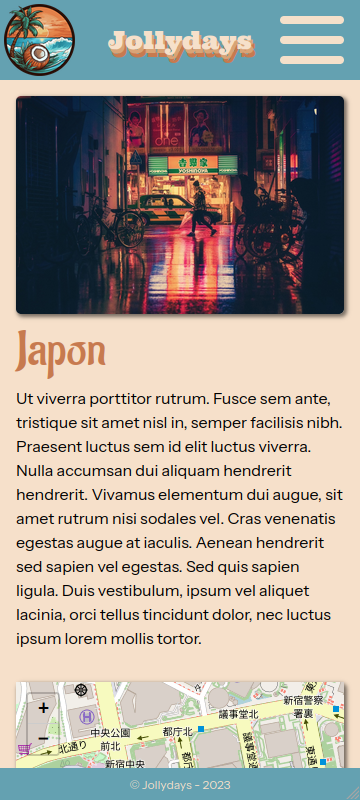 Jollydays
吉野家
YOSHINOYA
one
Japon
Ut viverra porttitor rutrum. Fusce sem ante,
tristique sit amet nisl in, semper facilisis nibh.
Praesent luctus sem id elit luctus viverra.
Nulla accumsan dui aliquam hendrerit
hendrerit. Vivamus elementum dui augue, sit
amet rutrum nisi sodales vel. Cras venenatis
egestas augue at iaculis. Aenean hendrerit
sed sapien vel egestas. Sed quis sapien
ligula. Duis vestibulum, ipsum vel aliquet
lacinia, orci tellus tincidunt dolor, nec luctus
ipsum lorem mollis tortor.
+
−
新宿警察
署裏
議事堂北
中央公園
前北
都庁北
北通り
新宿中央
© Jollydays - 2023